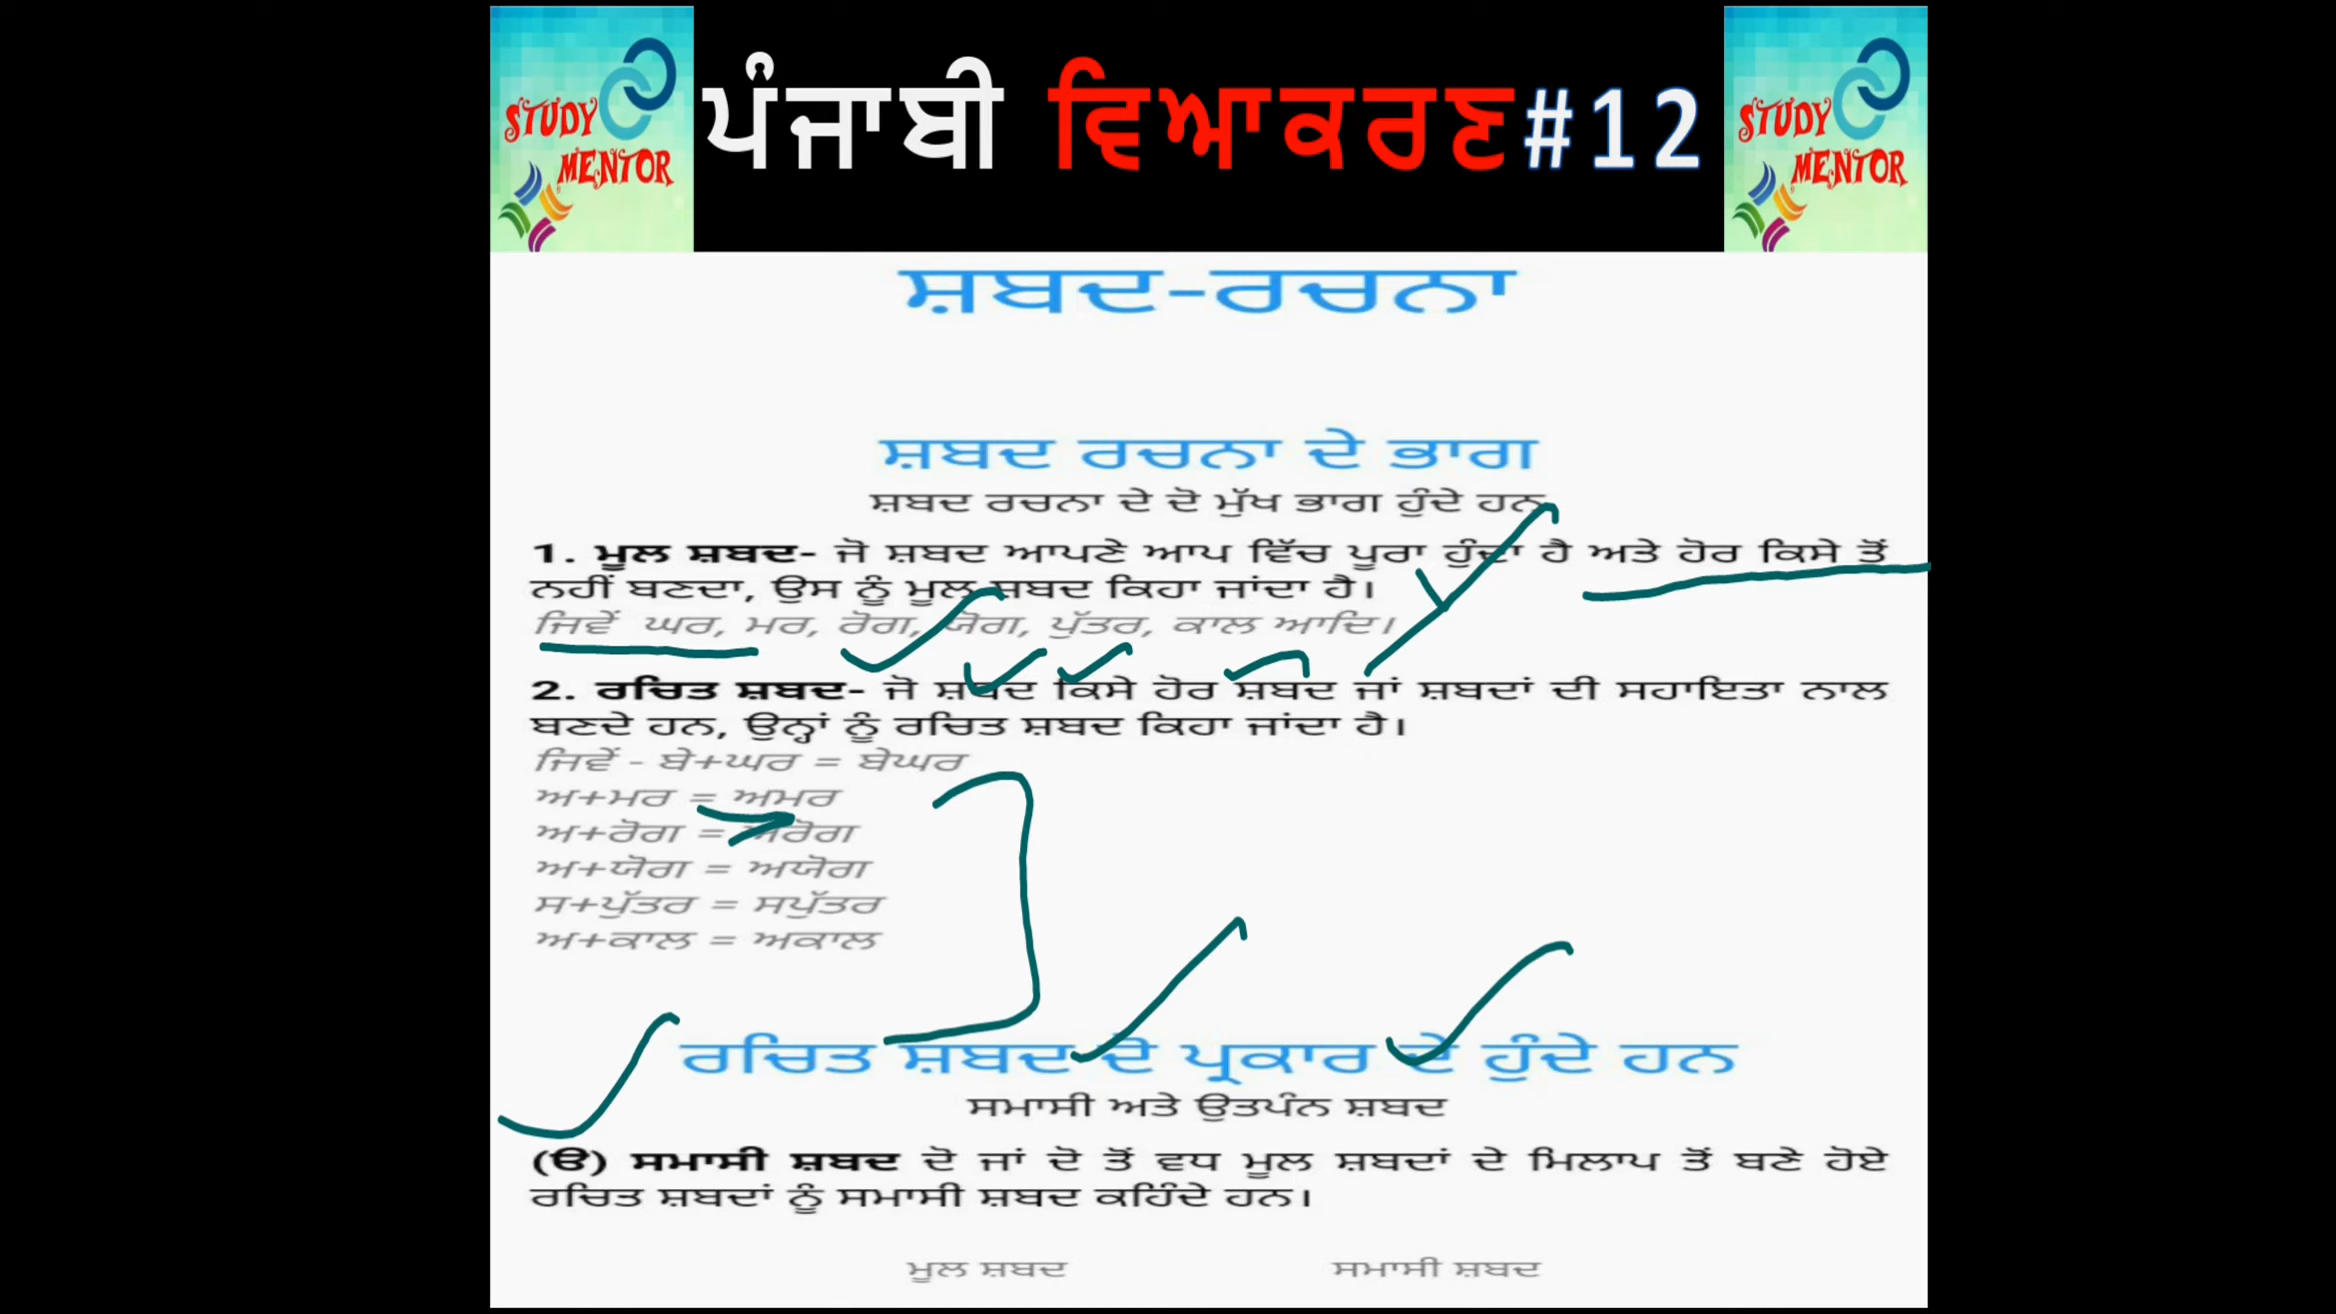 STUDY MENTOR
ਪੰਜਾਬੀ ਵਿਆਕਰਣ#12
STUDY MENTOR
ਸ਼ਬਦ-ਰਚਨਾ
ਸ਼ਬਦ ਰਚਨਾ ਦੇ ਭਾਗ
ਸ਼ਬਦ ਰਚਨਾ ਦੇ ਦੋ ਮੁੱਖ ਭਾਗ ਹੁੰਦੇ ਹਨ
1. ਮੂਲ ਸ਼ਬਦ- ਜੋ ਸ਼ਬਦ ਆਪਣੇ ਆਪ ਵਿੱਚ ਪੂਰਾ ਹੁੰਦਾ ਹੈ ਅਤੇ ਹੋਰ ਕਿਸੇ ਤੋਂ
ਨਹੀਂ ਬਣਦਾ, ਉਸ ਨੂੰ ਮੂਲ ਸ਼ਬਦ ਕਿਹਾ ਜਾਂਦਾ ਹੈ।
ਜਿਵੇਂ ਘਰ, ਮਰ, ਰੋਗ, ਯੋਗ, ਪੁੱਤਰ, ਕਾਲ ਆਦਿ।
2. ਰਚਿਤ ਸ਼ਬਦ- ਜੋ ਸ਼ਬਦ ਕਿਸੇ ਹੋਰ ਸ਼ਬਦ ਜਾਂ ਸ਼ਬਦਾਂ ਦੀ ਸਹਾਇਤਾ ਨਾਲ
ਬਣਦੇ ਹਨ, ਉਨ੍ਹਾਂ ਨੂੰ ਰਚਿਤ ਸ਼ਬਦ ਕਿਹਾ ਜਾਂਦਾ ਹੈ।
ਜਿਵੇਂ - ਬੇ+ਘਰ = ਬੇਘਰ
ਅ+ਮਰ = ਅਮਰ
ਅ+ਰੋਗ = ਅਰੋਗ
ਅ+ਯੋਗ = ਅਯੋਗ
ਸ+ਪੁੱਤਰ = ਸਪੁੱਤਰ
ਅ+ਕਾਲ = ਅਕਾਲ
ਰਚਿਤ ਸ਼ਬਦ ਦੋ ਪ੍ਰਕਾਰ ਦੇ ਹੁੰਦੇ ਹਨ
ਸਮਾਸੀ ਅਤੇ ਉਤਪੰਨ ਸ਼ਬਦ
(ੳ) ਸਮਾਸੀ ਸ਼ਬਦ ਦੋ ਜਾਂ ਦੋ ਤੋਂ ਵਧ ਮੂਲ ਸ਼ਬਦਾਂ ਦੇ ਮਿਲਾਪ ਤੋਂ ਬਣੇ ਹੋਏ
ਰਚਿਤ ਸ਼ਬਦਾਂ ਨੂੰ ਸਮਾਸੀ ਸ਼ਬਦ ਕਹਿੰਦੇ ਹਨ।
ਮੂਲ ਸ਼ਬਦ ਸਮਾਸੀ ਸ਼ਬਦ